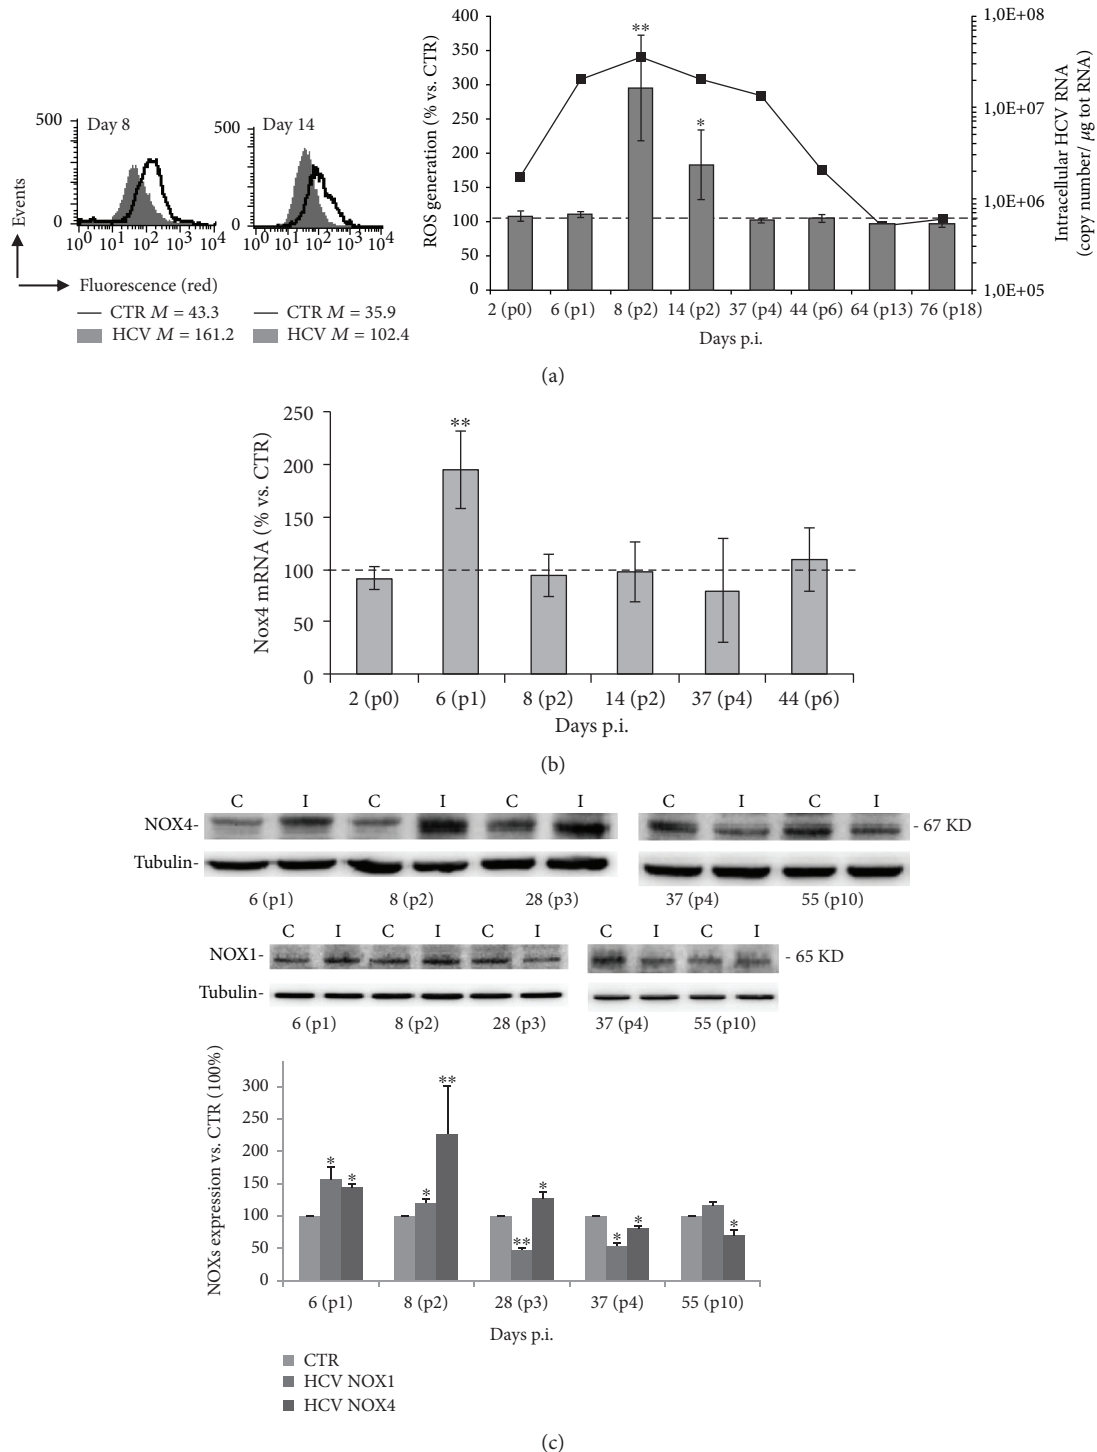 500
Day 8
0
10^0 10^1 10^2 10^3 10^4
500
Day 14
0
10^0 10^1 10^2 10^3 10^4
Events
Fluorescence (red)
CTR M = 43.3
HCV M = 161.2
CTR M = 35.9
HCV M = 102.4
ROS generation (% vs. CTR)
400
350
300
250
200
150
100
50
0
**
*
1,0E+08
1,0E+07
1,0E+06
1,0E+05
Intracellular HCV RNA
(copy number/ μg tot RNA)
2 (p0) 6 (p1) 8 (p2) 14 (p2) 37 (p4) 44 (p6) 64 (p13) 76 (p18)
Days p.i.
(a)
Nox4 mRNA (% vs. CTR)
250
200
150
100
50
0
**
2 (p0) 6 (p1) 8 (p2) 14 (p2) 37 (p4) 44 (p6)
Days p.i.
(b)
C I C I C I C I C I
NOX4- - 67 KD
Tubulin-
6 (p1) 8 (p2) 28 (p3) 37 (p4) 55 (p10)
C I C I C I C I C I
NOX1- - 65 KD
Tubulin-
6 (p1) 8 (p2) 28 (p3) 37 (p4) 55 (p10)
NOXs expression vs. CTR (100%)
300
250
200
150
100
50
0
* * * ** ** * * * *
6 (p1) 8 (p2) 28 (p3) 37 (p4) 55 (p10)
Days p.i.
CTR
HCV NOX1
HCV NOX4
(c)